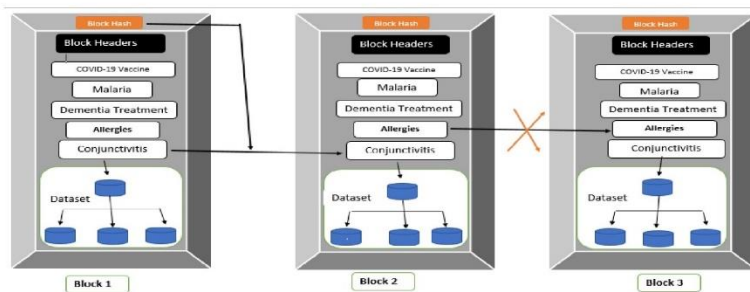 Block Hash
Block Headers
COVID-19 Vaccine
Malaria
Dementia Treatment
Allergies
Conjunctivitis
Dataset
Block 1
Block Hash
Block Headers
COVID-19 Vaccine
Malaria
Dementia Treatment
Allergies
Conjunctivitis
Dataset
Block 2
Block Hash
Block Headers
COVID-19 Vaccine
Malaria
Dementia Treatment
Allergies
Conjunctivitis
Dataset
Block 3